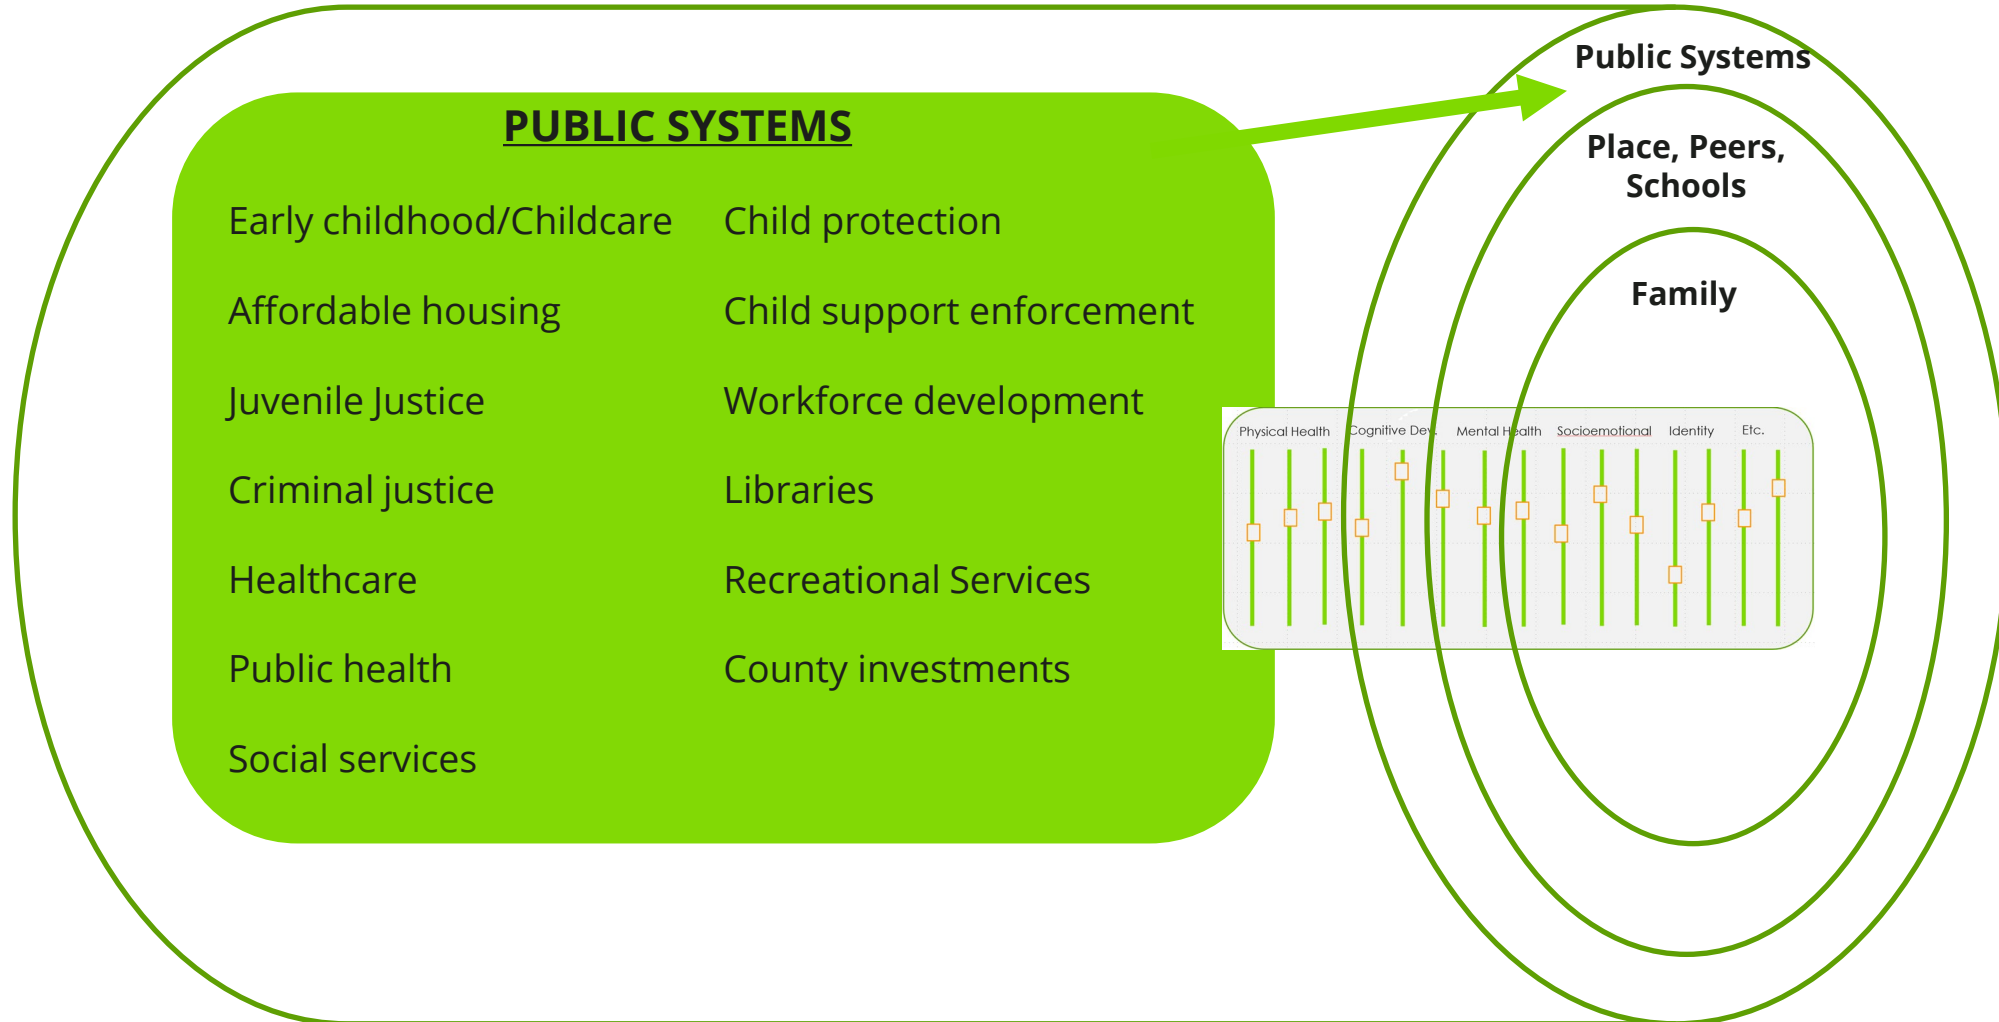 PUBLIC SYSTEMS
Early childhood/Childcare
Affordable housing
Juvenile Justice
Criminal justice
Healthcare
Public health
Social services
Child protection
Child support enforcement
Workforce development
Libraries
Recreational Services
County investments
Public Systems
Place, Peers,
Schools
Family
Physical Health Cognitive Dev. Mental Health Socioemotional Identity Etc.